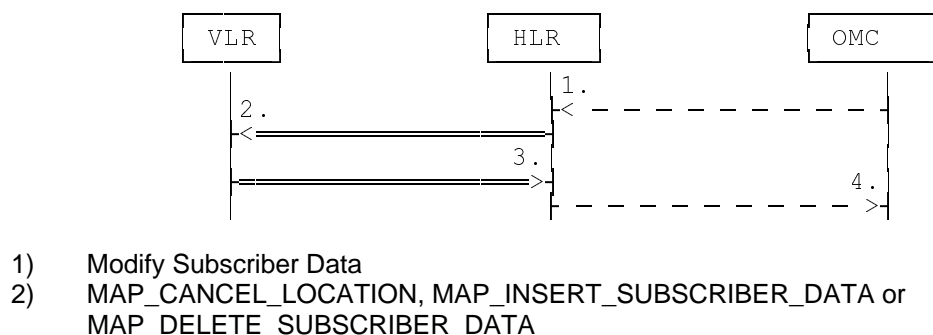 VLR HLR OMC
1.
2.
3.
4.
1) Modify Subscriber Data
2) MAP_CANCEL_LOCATION, MAP_INSERT_SUBSCRIBER_DATA or
MAP_DELETE_SUBSCRIBER_DATA